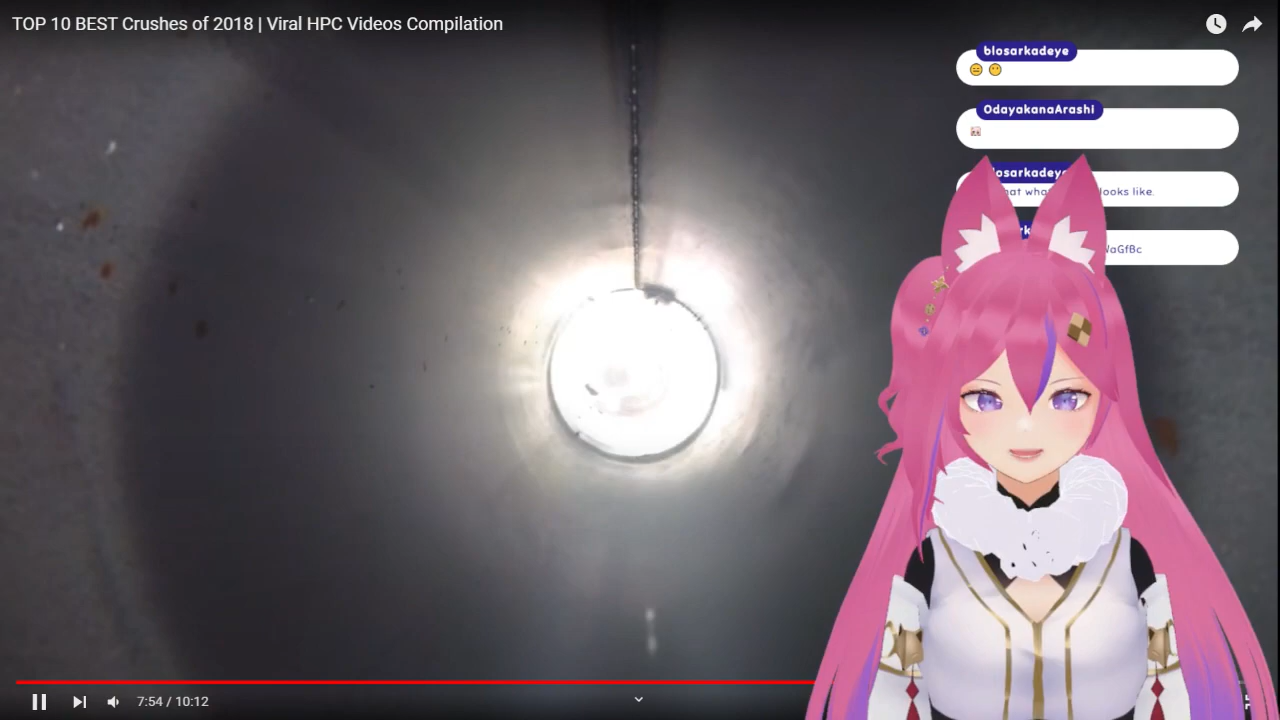 TOP 10 BEST Crushes of 2018 | Viral HPC Videos Compilation
blosarkadeye
OdayakanaArashi
looks like.
7:54 / 10:12